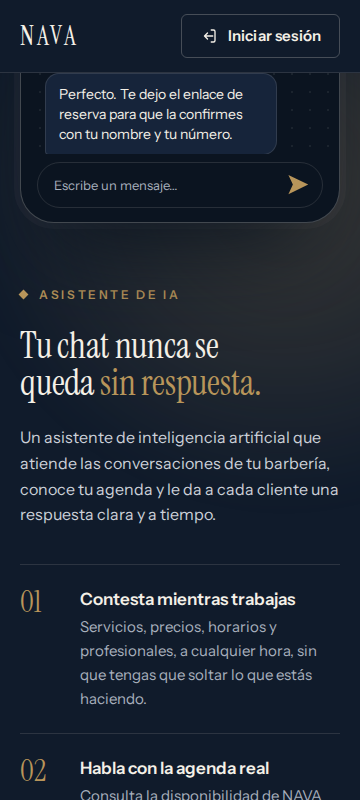 NAVA
Iniciar sesión
Perfecto. Te dejo el enlace de
reserva para que la confirmes
con tu nombre y tu número.
Escribe un mensaje...
ASISTENTE DE IA
Tu chat nunca se
queda sin respuesta.
Un asistente de inteligencia artificial que
atiende las conversaciones de tu barbería,
conoce tu agenda y le da a cada cliente una
respuesta clara y a tiempo.
01
Contesta mientras trabajas
Servicios, precios, horarios y
profesionales, a cualquier hora, sin
que tengas que soltar lo que estás
haciendo.
02
Habla con la agenda real
Consulta la disponibilidad de NAVA